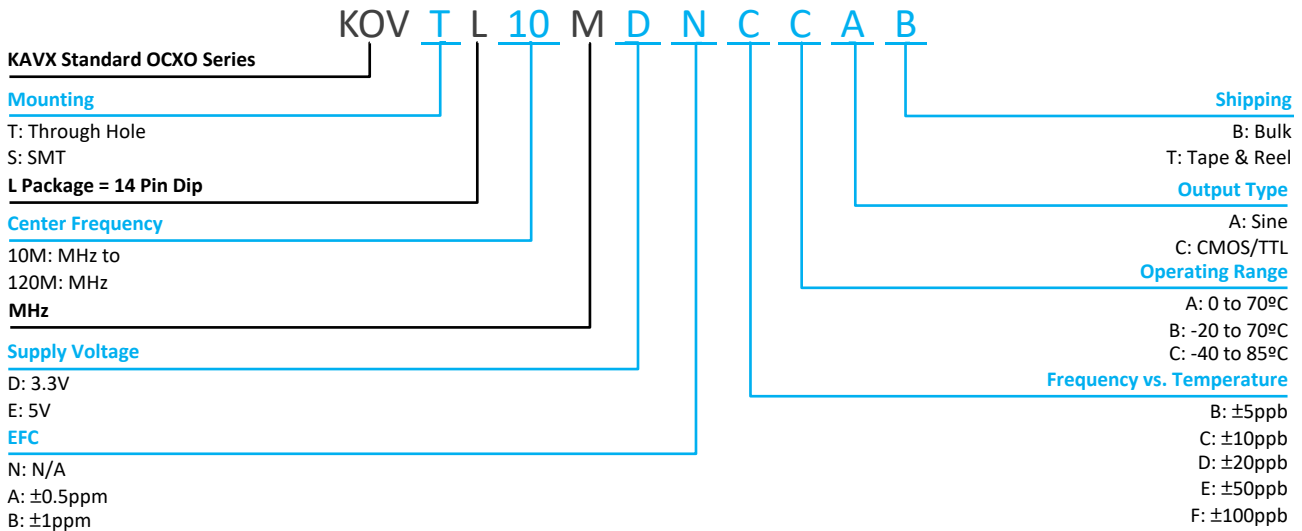 KOV T L 10 M D N C C A B
KAVX Standard OCXO Series
Mounting
T: Through Hole
S: SMT
L Package = 14 Pin Dip
Center Frequency
10M: MHz to
120M: MHz
MHz
Supply Voltage
D: 3.3V
E: 5V
EFC
N: N/A
A: ±0.5ppm
B: ±1ppm
Shipping
B: Bulk
T: Tape & Reel
Output Type
A: Sine
C: CMOS/TTL
Operating Range
A: 0 to 70ºC
B: -20 to 70ºC
C: -40 to 85ºC
Frequency vs. Temperature
B: ±5ppb
C: ±10ppb
D: ±20ppb
E: ±50ppb
F: ±100ppb